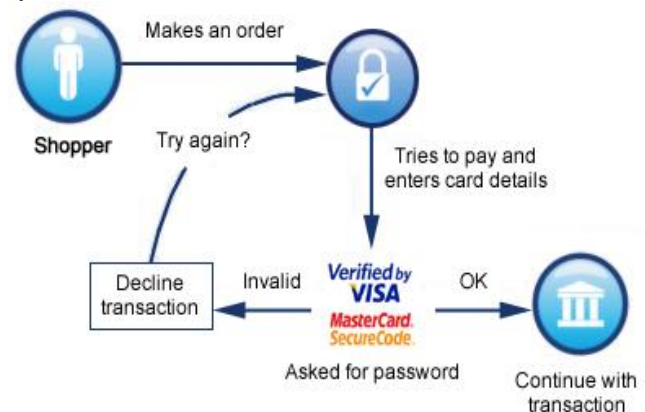 Makes an order
Shopper
Try again?
Tries to pay and
enters card details
Decline
transaction
Invalid
Verified by
VISA
MasterCard.
SecureCode.
OK
Asked for password
Continue with
transaction